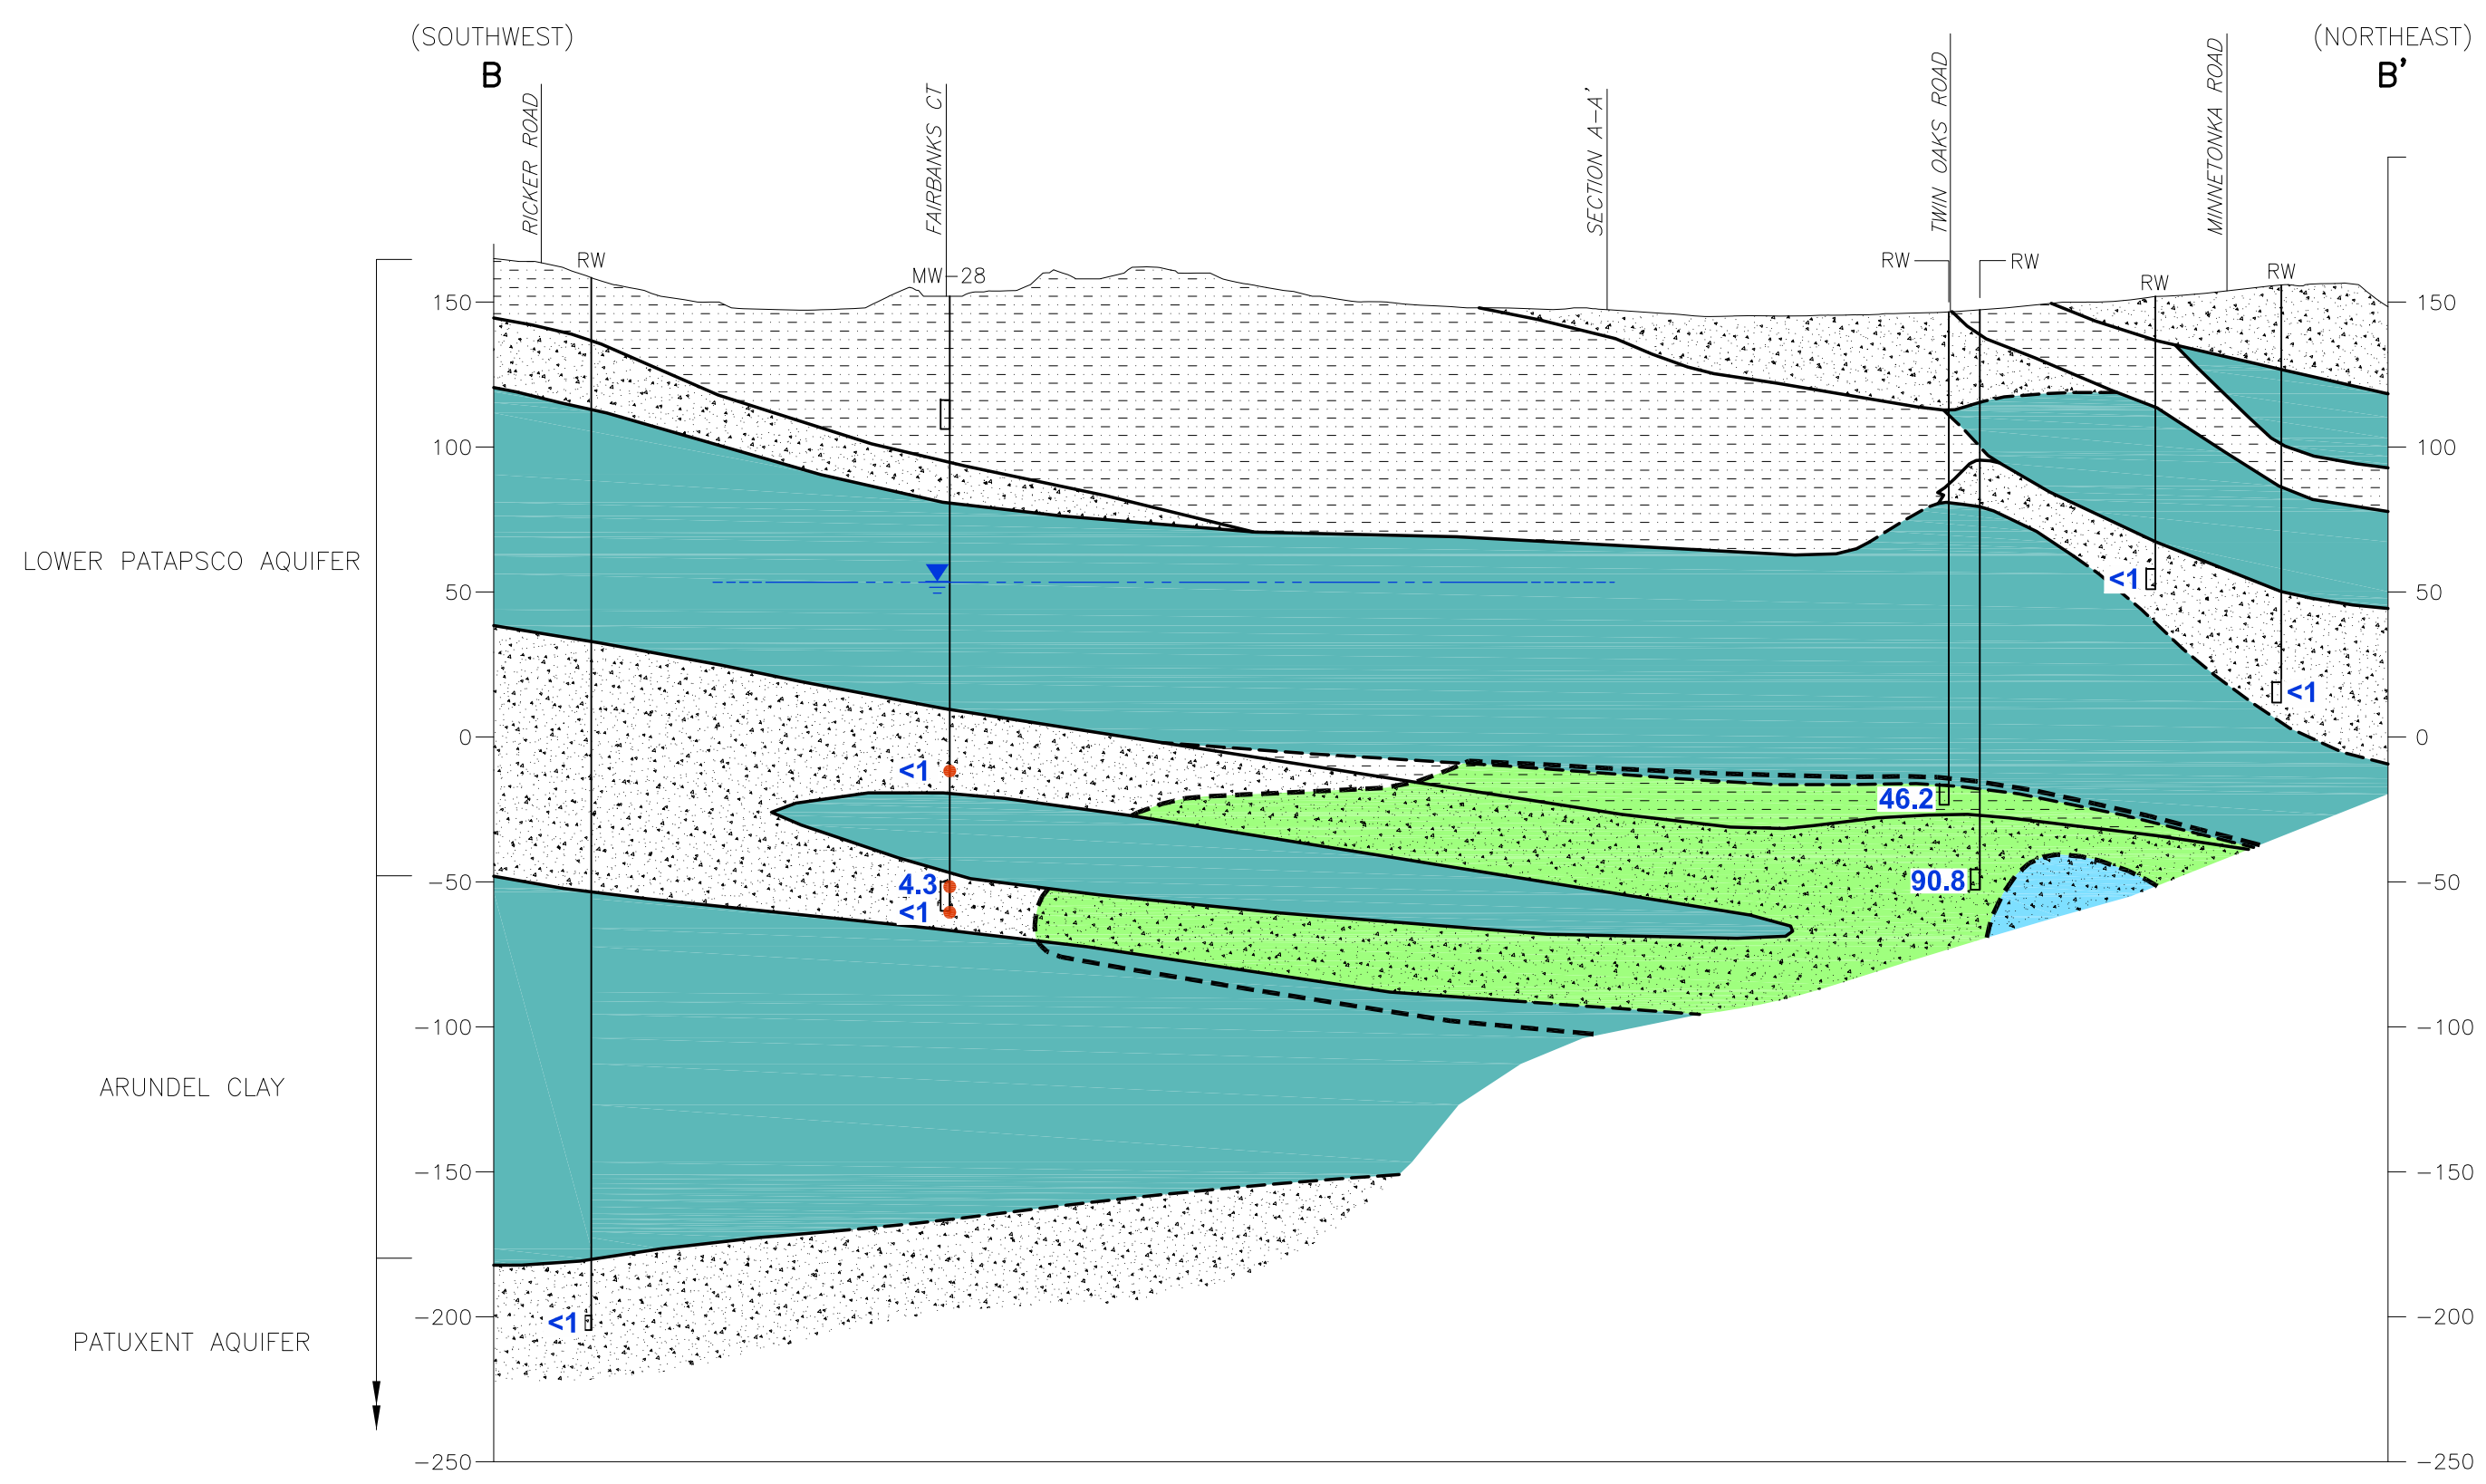 (SOUTHWEST)
B
(NORTHEAST)
B'
RICKER ROAD
FAIRBANKS CT
SECTION A-A'
TWIN OAKS ROAD
MINNETONKA ROAD
RW
MW-28
RW
RW
RW
RW
150
150
100
100
LOWER PATAPSCO AQUIFER
<1
50
50
<1
0
0
<1
46.2
4.3
90.8
-50
-50
<1
-100
-100
ARUNDEL CLAY
-150
-150
<1
-200
-200
PATUXENT AQUIFER
-250
-250